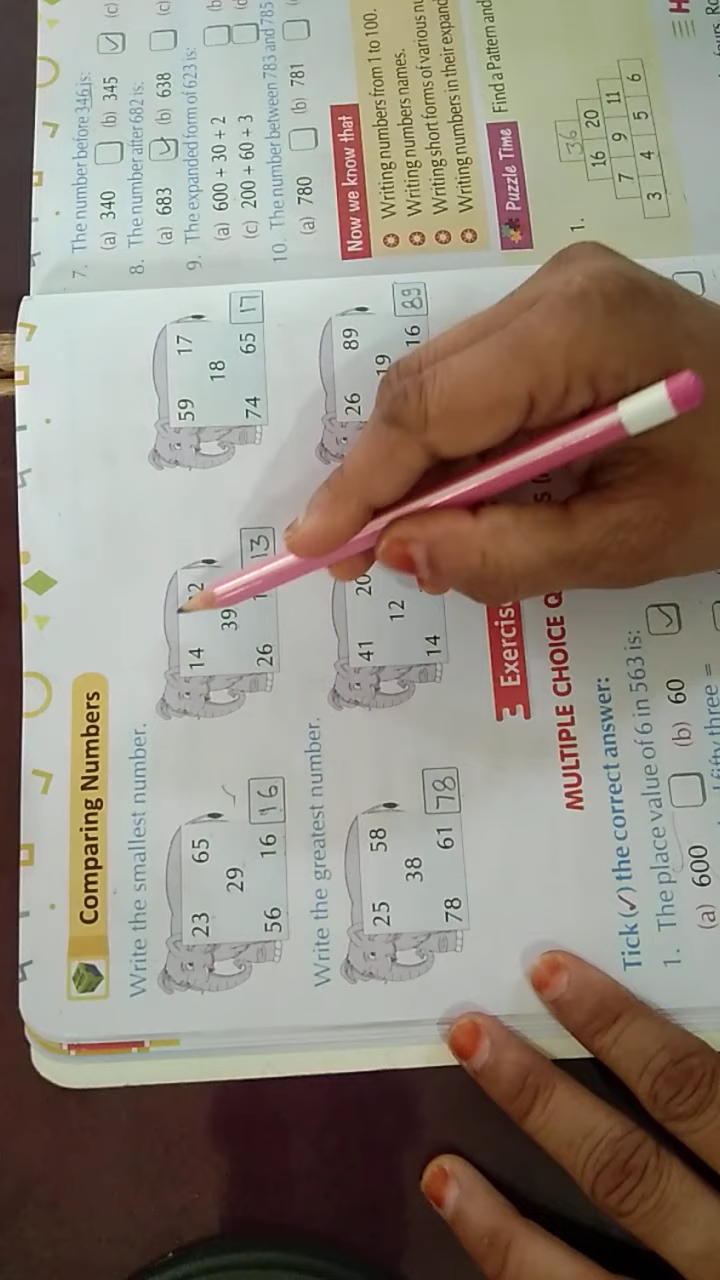 Comparing Numbers
Write the smallest number.
23 65
29
56 16 16
14
39
26 13
59 17
18
74 65 17
Write the greatest number.
25 58
38
78 61 78
41 20
12
14
26 89
19
16 89
3 Exercise
MULTIPLE CHOICE
Tick (✓) the correct answer:
1. The place value of 6 in 563 is:
(a) 600 (b) 60 ✓
fifty three =
7. The number before 346 is:
(a) 340 (b) 345 ✓ (c)
8. The number after 682 is:
(a) 683 ✓ (b) 638 (c)
9. The expanded form of 623 is:
(a) 600 + 30 + 2 (b
(c) 200 + 60 + 3 (d
10. The number between 783 and 785
(a) 780 (b) 781
Now we know that
Writing numbers from 1 to 100.
Writing numbers names.
Writing short forms of various
Writing numbers in their
Puzzle Time Find a Pattern and
1. 36
16 20
7 9 11
3 4 5 6